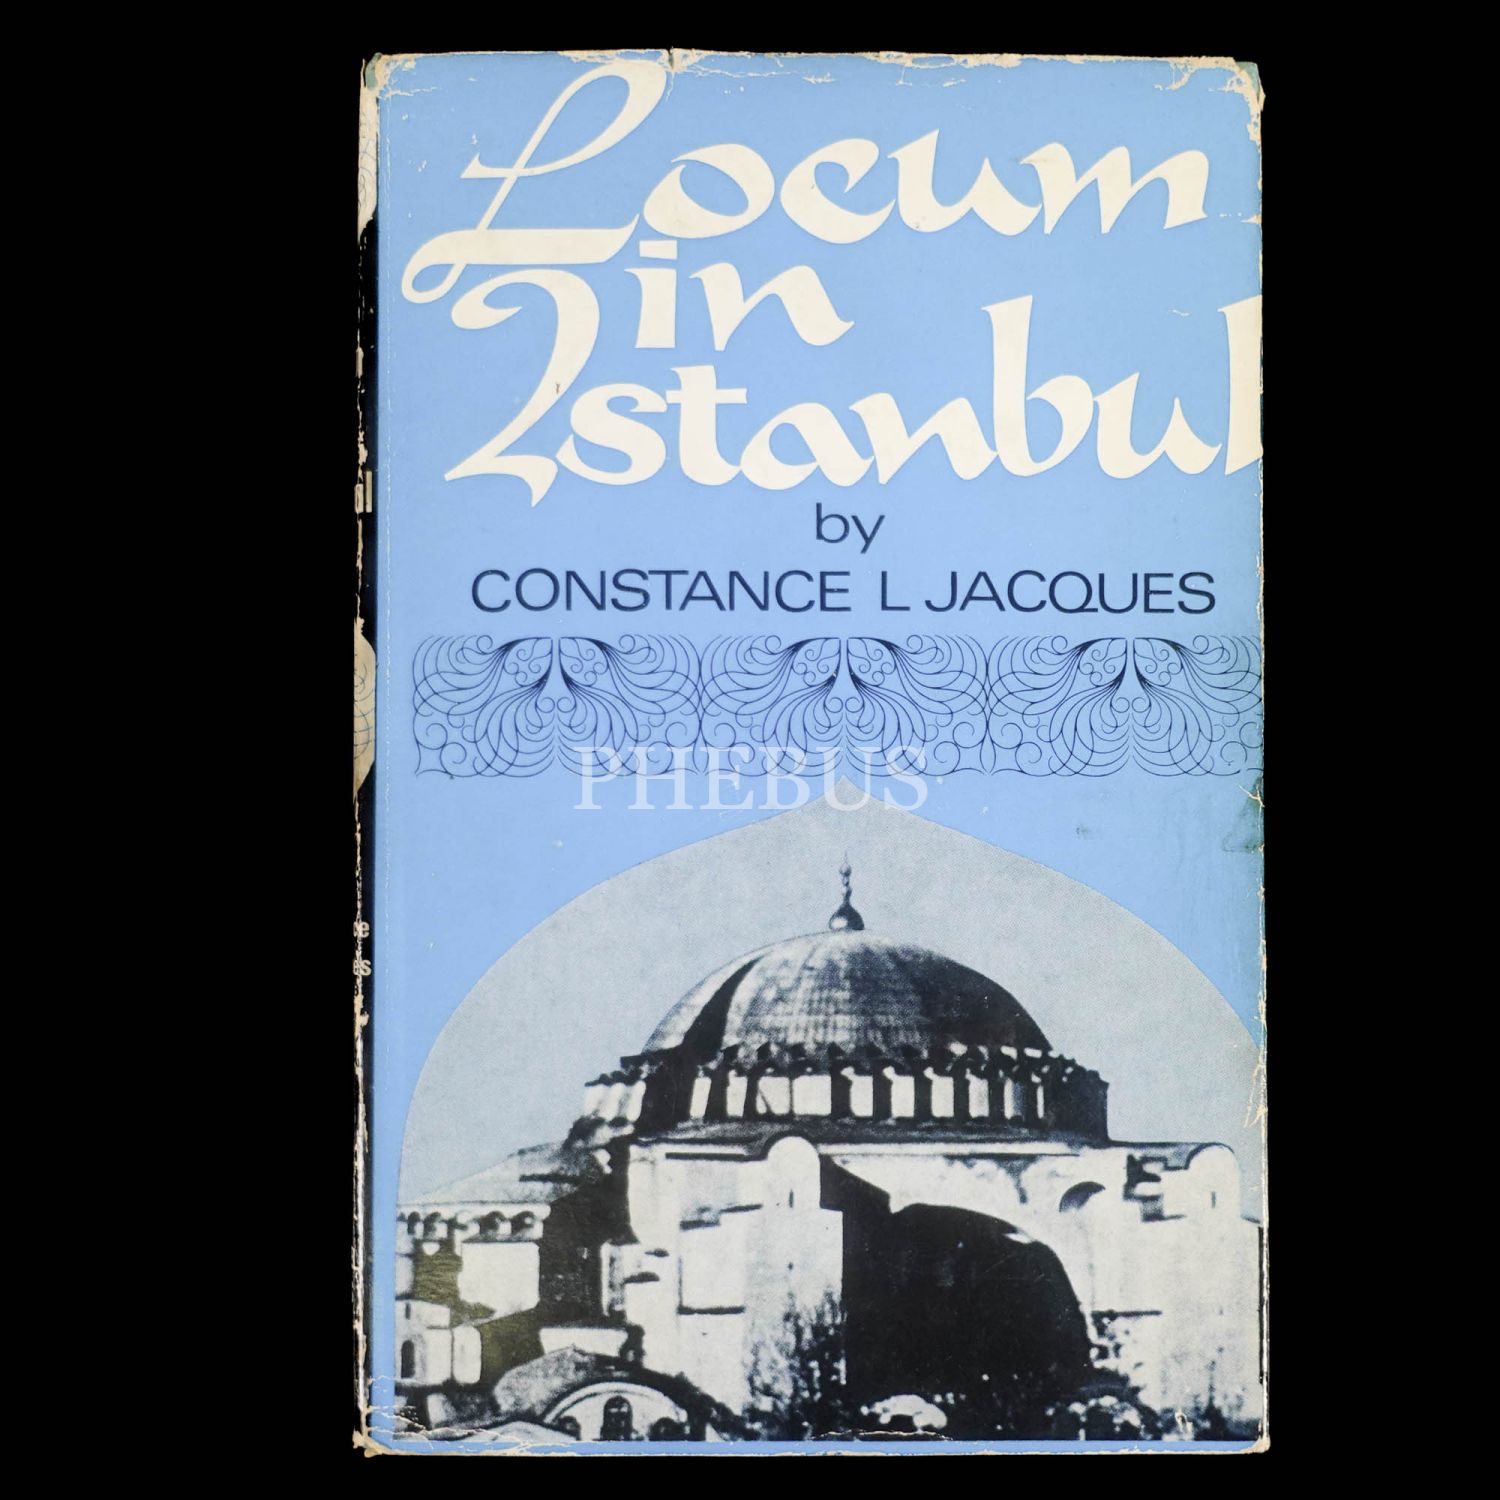 Locum
in
Istanbul
by
CONSTANCE L JACQUES
PHEBUS